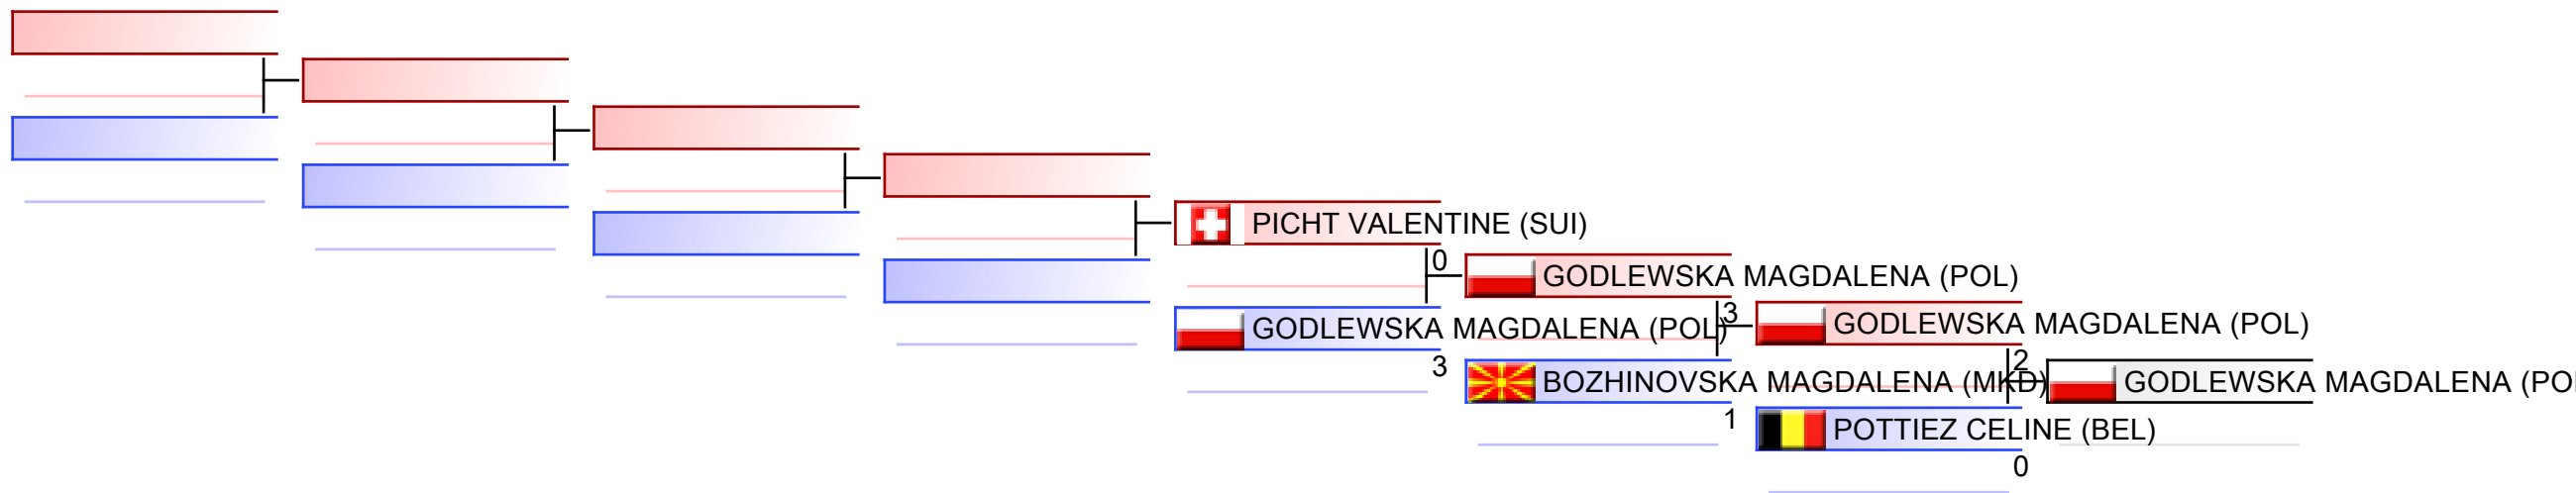 PICHT VALENTINE (SUI)
0
GODLEWSKA MAGDALENA (POL)
3
GODLEWSKA MAGDALENA (POL)
3
BOZHINOVSKA MAGDALENA (MKD)
1
GODLEWSKA MAGDALENA (POL)
2
POTTIEZ CELINE (BEL)
0
GODLEWSKA MAGDALENA (PO